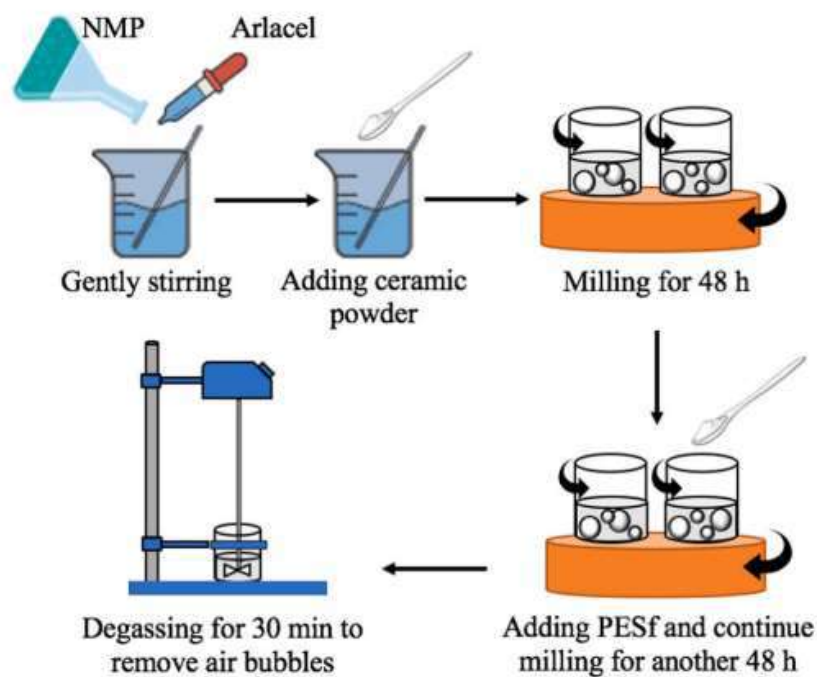 NMP
Arlacel
Gently stirring
Adding ceramic
powder
Milling for 48 h
Adding PESf and continue
milling for another 48 h
Degassing for 30 min to
remove air bubbles